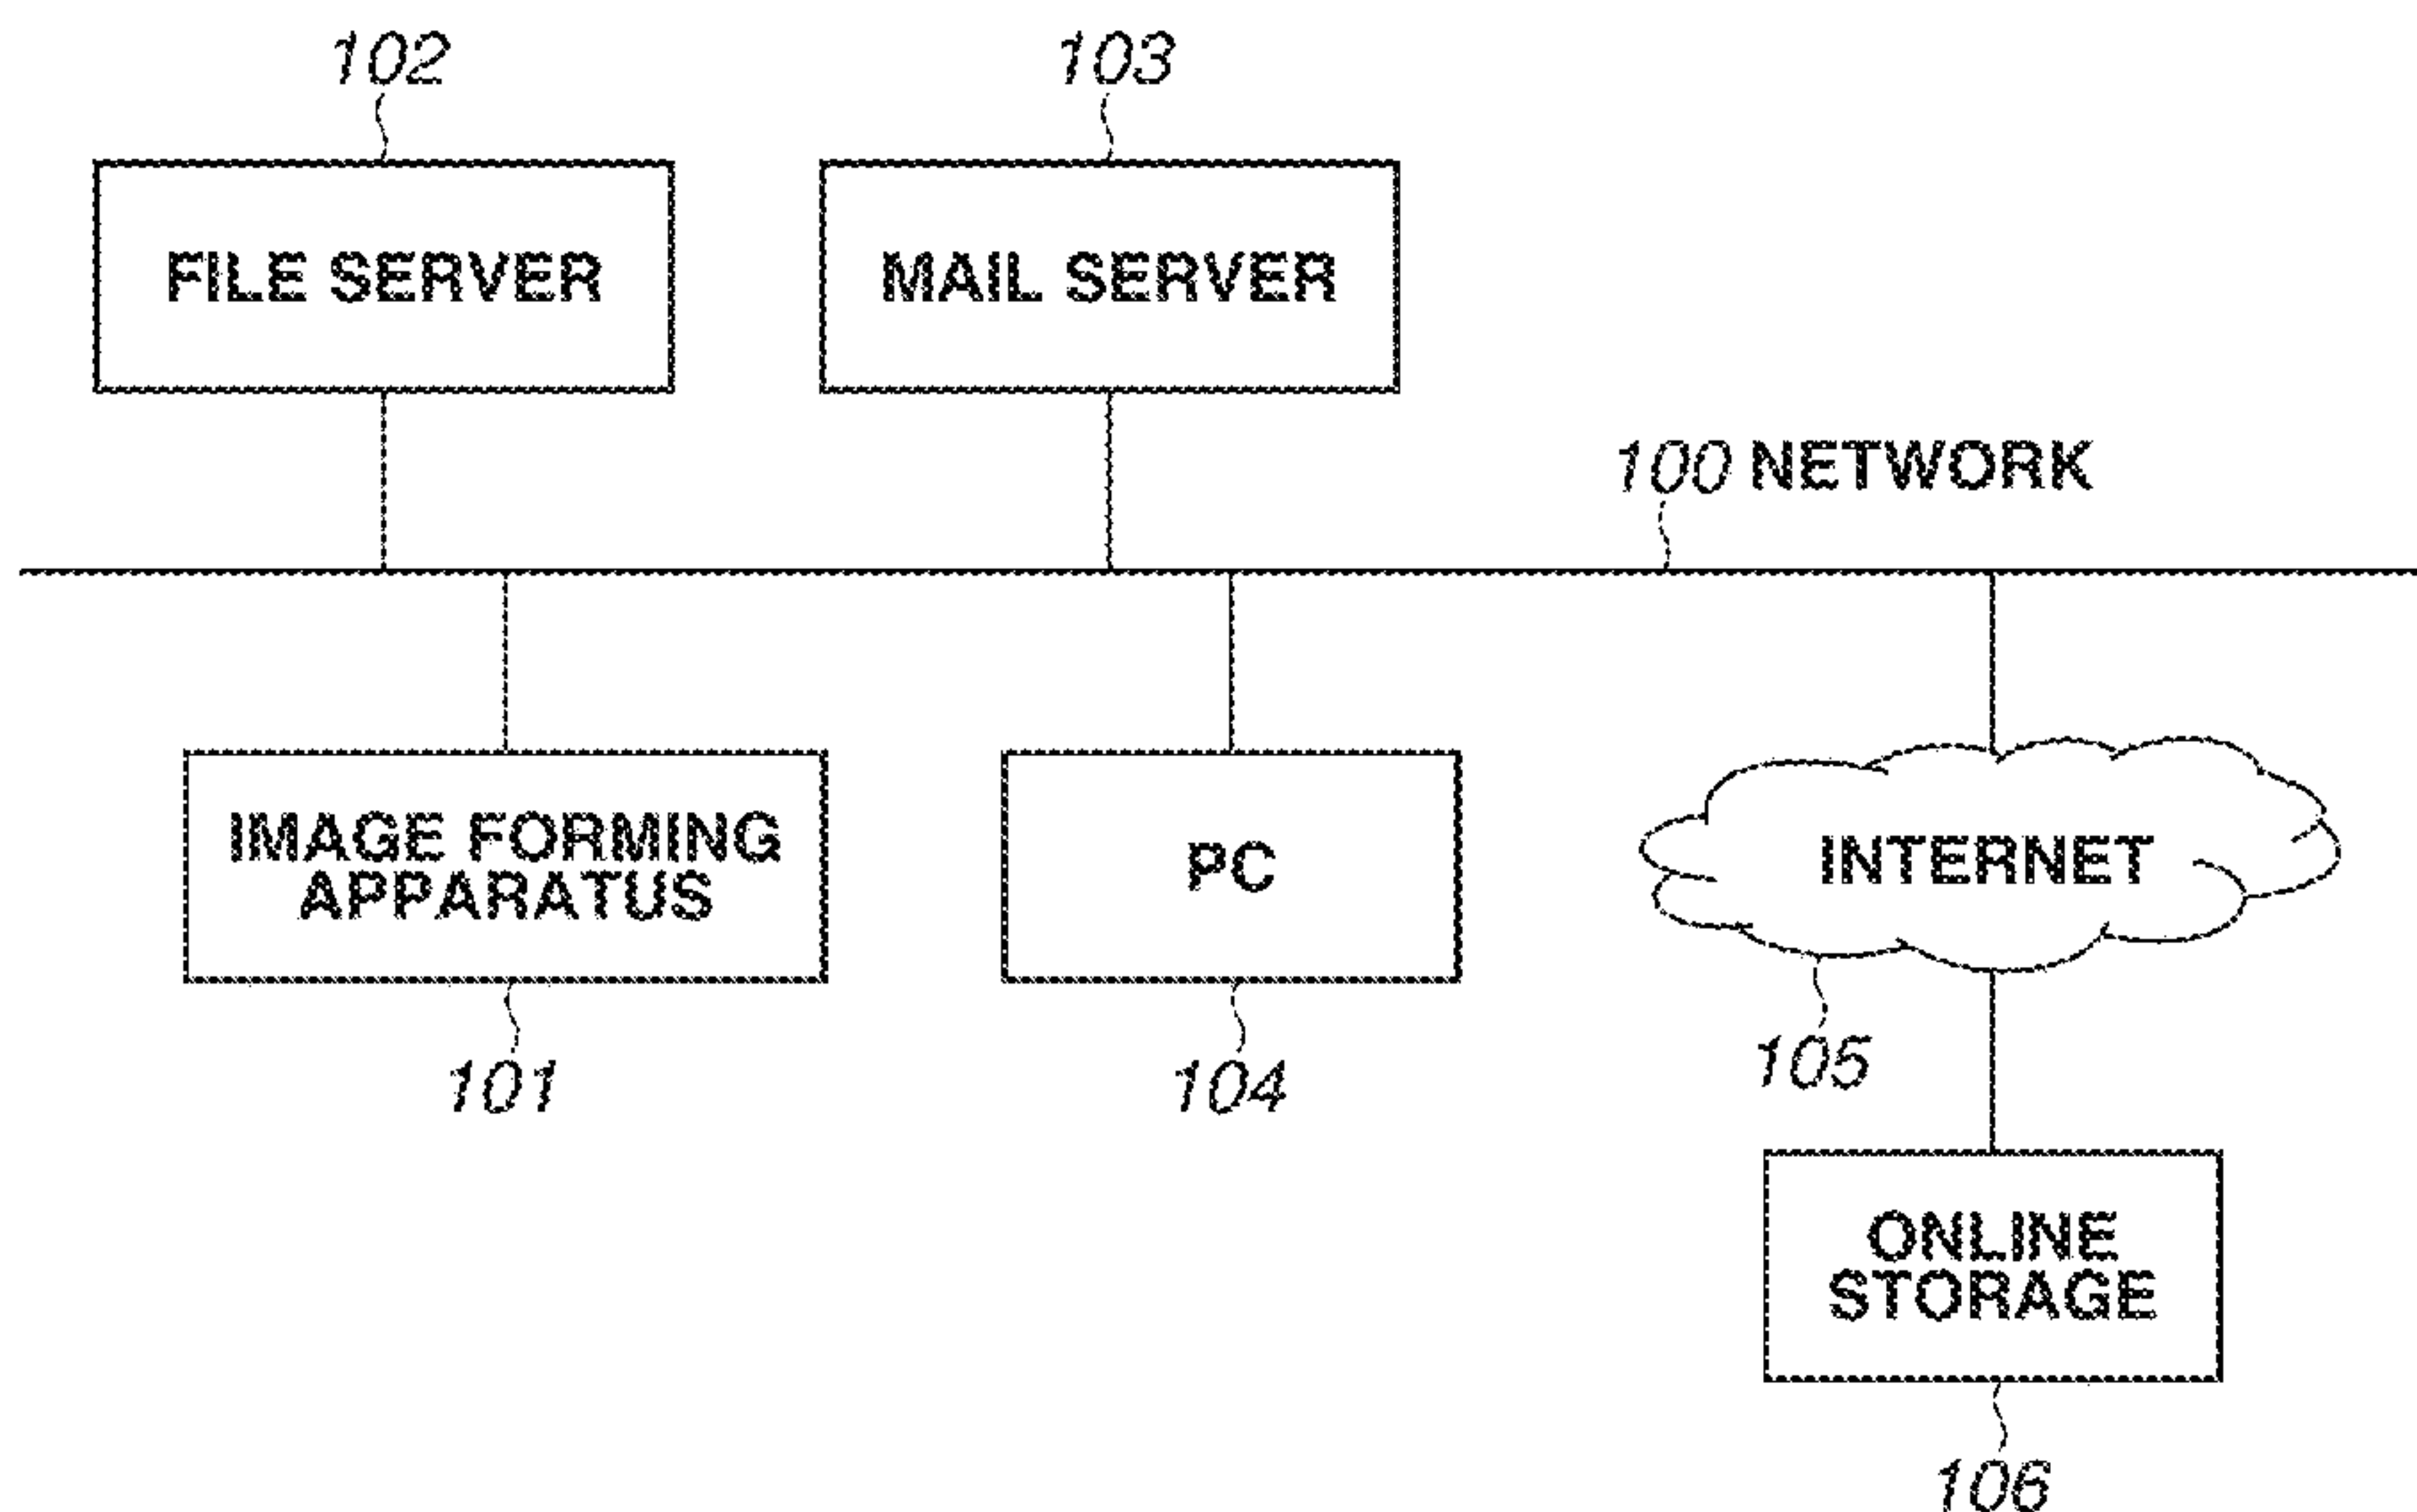 102
103
FILE SERVER
MAIL SERVER
100 NETWORK
IMAGE FORMING
APPARATUS
PC
INTERNET
101
104
105
ONLINE
STORAGE
106